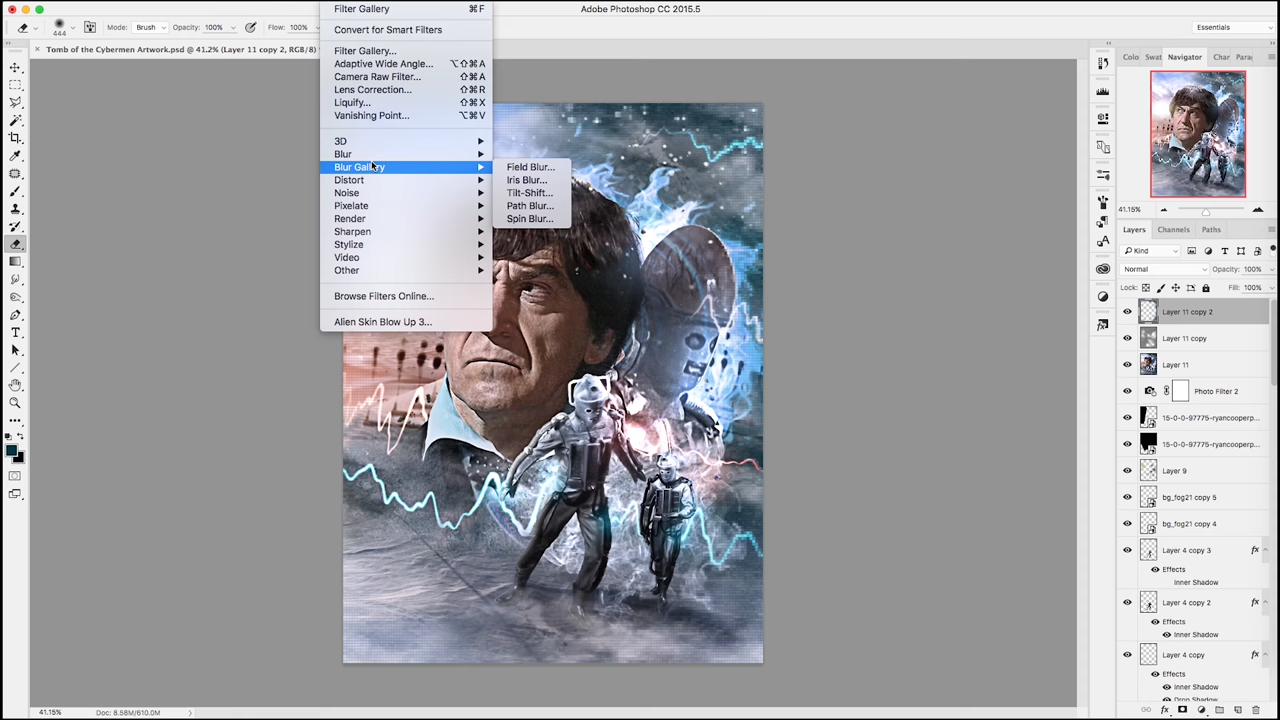 Filter Gallery ⌘F
Adobe Photoshop CC 2015.5
444
Mode: Brush
Opacity: 100%
Flow: 100%
Essentials
Convert for Smart Filters
× Tomb of the Cybermen Artwork.psd @ 41.2% (Layer 11 copy 2, RGB/8)
Filter Gallery...
Adaptive Wide Angle... ⌥⇧⌘A
Camera Raw Filter... ⇧⌘A
Lens Correction... ⇧⌘R
Liquify... ⇧⌘X
Vanishing Point... ⌥⌘V
3D
Blur
Blur Gallery
Distort
Noise
Pixelate
Render
Sharpen
Stylize
Video
Other
Browse Filters Online...
Alien Skin Blow Up 3...
Field Blur...
Iris Blur...
Tilt-Shift...
Path Blur...
Spin Blur...
Colo Swat Navigator Char Para
41.15%
Layers Channels Paths
Kind
Normal Opacity: 100%
Lock: Fill: 100%
Layer 11 copy 2
Layer 11 copy
Layer 11
Photo Filter 2
15-0-0-97775-ryancooperp...
15-0-0-97775-ryancooperp...
Layer 9
bg_fog21 copy 5
bg_fog21 copy 4
Layer 4 copy 3 fx
Effects
Inner Shadow
Layer 4 copy 2 fx
Effects
Inner Shadow
Layer 4 copy fx
Effects
Inner Shadow
Drop Shadow
41.15% Doc: 8.58M/610.0M